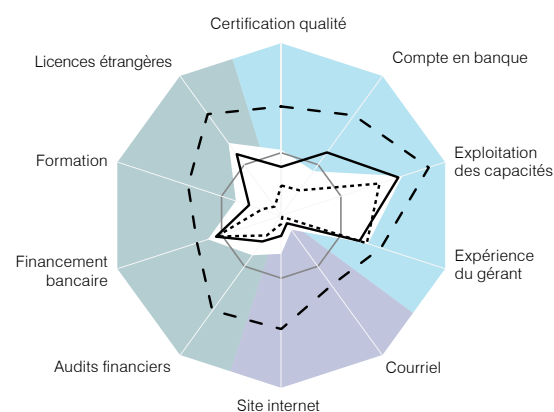 Certification qualité
Licences étrangères
Compte en banque
Formation
Exploitation
des capacités
Financement
bancaire
Expérience
du gérant
Audits financiers
Courriel
Site internet